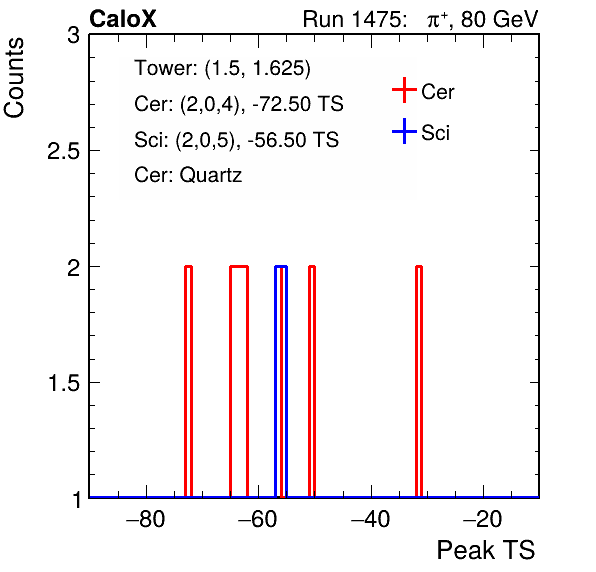 CaloX Run 1475: π⁺, 80 GeV
Counts
3
2.5
2
1.5
1
Tower: (1.5, 1.625)
Cer: (2,0,4), -72.50 TS
Sci: (2,0,5), -56.50 TS
Cer: Quartz
Cer
Sci
−80 −60 −40 −20
Peak TS